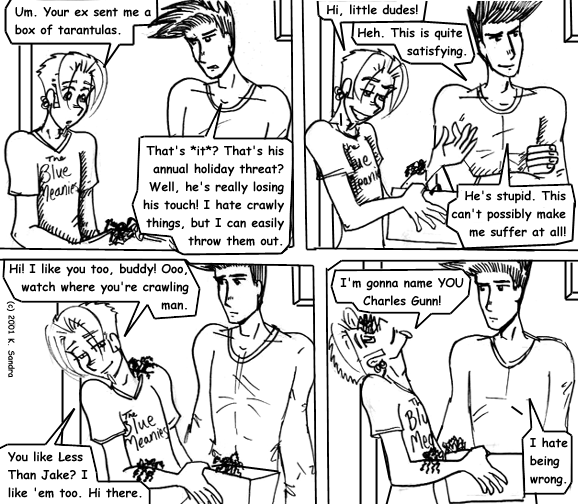 Um. Your ex sent me a
box of tarantulas.
The
Blue
Meanies
That's *it*? That's his
annual holiday threat?
Well, he's really losing
his touch! I hate crawly
things, but I can easily
throw them out.
Hi, little dudes!
Heh. This is quite
satisfying.
The
Blue
Meanies
He's stupid. This
can't possibly make
me suffer at all!
Hi! I like you too, buddy! Ooo,
watch where you're crawling
man.
The
Blue
Meanies
You like Less
Than Jake? I
like 'em too. Hi there.
I'm gonna name YOU
Charles Gunn!
The
Blu
Mea
I hate
being
wrong.
(c) 2001 K. Sandra